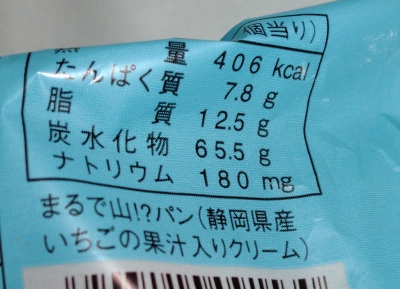 個当り)
熱量 406 kcal
たんぱく質 7.8 g
脂質 12.5 g
炭水化物 65.5 g
ナトリウム 180 mg
まるで山!?パン(静岡県産
いちごの果汁入りクリーム)